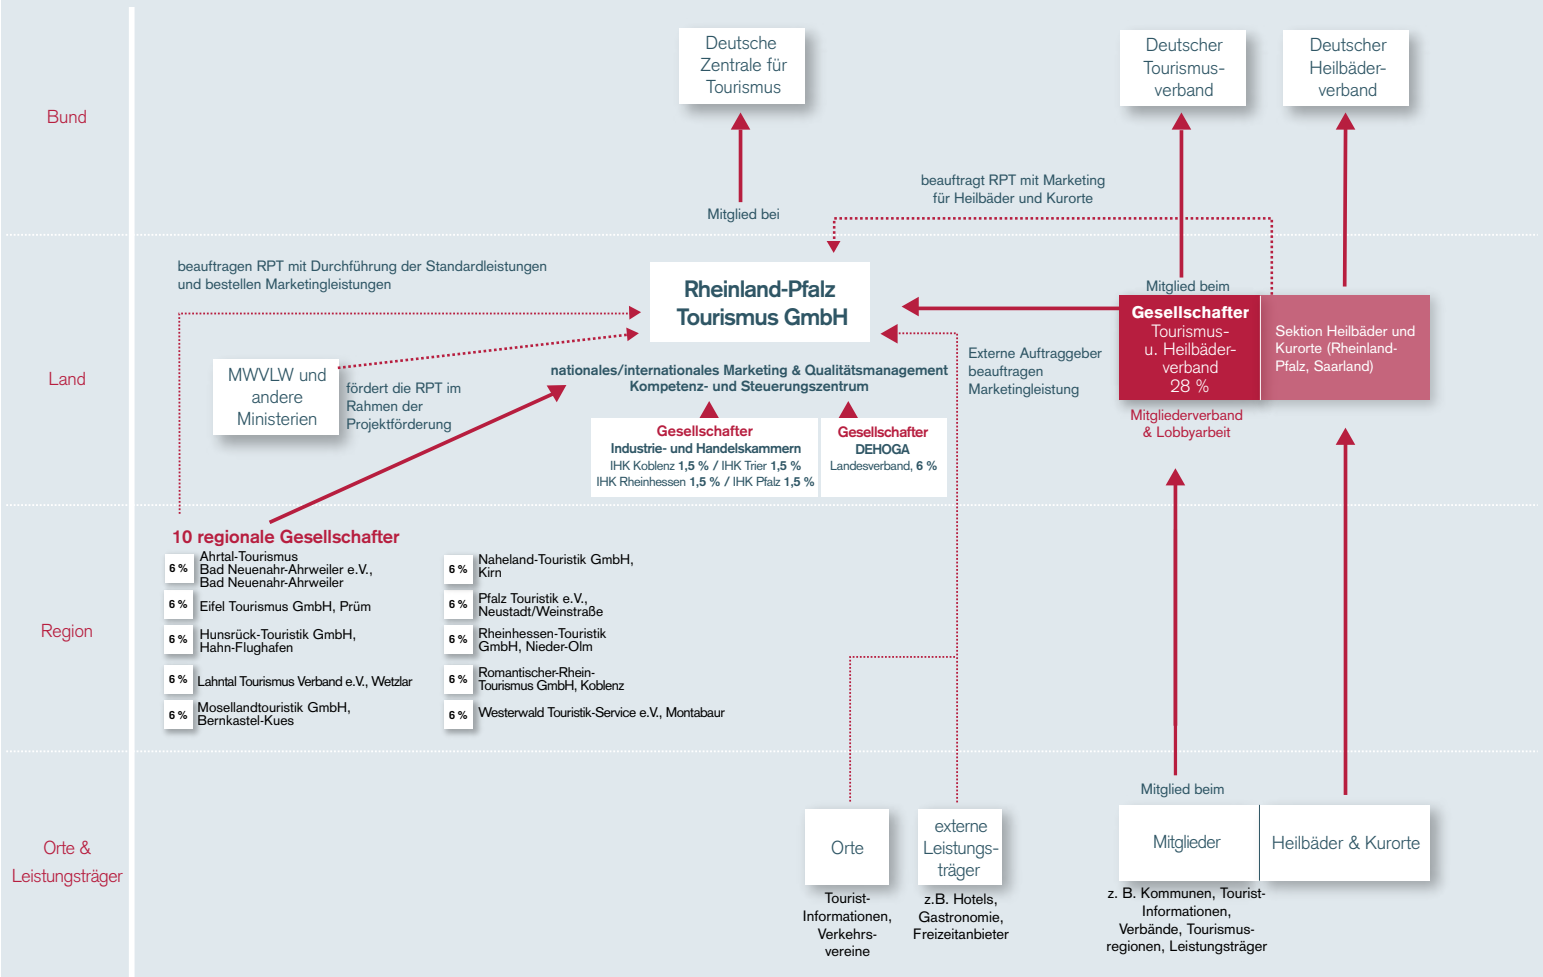 Bund
Deutsche
Zentrale für
Tourismus
Deutscher
Tourismus-
verband
Deutscher
Heilbäder-
verband
Mitglied bei
beauftragt RPT mit Marketing
für Heilbäder und Kurorte
Land
beauftragen RPT mit Durchführung der Standardleistungen
und bestellen Marketingleistungen
Rheinland-Pfalz
Tourismus GmbH
Mitglied beim
Gesellschafter
Tourismus-
u. Heilbäder-
verband
28 %
Sektion Heilbäder und
Kurorte (Rheinland-
Pfalz, Saarland)
Mitgliederverband
& Lobbyarbeit
MWVLW und
andere
Ministerien
fördert die RPT im
Rahmen der
Projektförderung
nationales/internationales Marketing & Qualitätsmanagement
Kompetenz- und Steuerungszentrum
Externe Auftraggeber
beauftragen
Marketingleistung
Gesellschafter
Industrie- und Handelskammern
IHK Koblenz 1,5 % / IHK Trier 1,5 %
IHK Rheinhessen 1,5 % / IHK Pfalz 1,5 %
Gesellschafter
DEHOGA
Landesverband, 6 %
Region
10 regionale Gesellschafter
6 %
Ahrtal-Tourismus
Bad Neuenahr-Ahrweiler e.V.,
Bad Neuenahr-Ahrweiler
6 %
Eifel Tourismus GmbH, Prüm
6 %
Hunsrück-Touristik GmbH,
Hahn-Flughafen
6 %
Lahntal Tourismus Verband e.V., Wetzlar
6 %
Mosellandtouristik GmbH,
Bernkastel-Kues
6 %
Naheland-Touristik GmbH,
Kirn
6 %
Pfalz Touristik e.V.,
Neustadt/Weinstraße
6 %
Rheinhessen-Touristik
GmbH, Nieder-Olm
6 %
Romantischer-Rhein-
Tourismus GmbH, Koblenz
6 %
Westerwald Touristik-Service e.V., Montabaur
Orte &
Leistungsträger
Orte
Tourist-
Informationen,
Verkehrs-
vereine
externe
Leistungs-
träger
z.B. Hotels,
Gastronomie,
Freizeitanbieter
Mitglied beim
Mitglieder
Heilbäder & Kurorte
z. B. Kommunen, Tourist-
Informationen,
Verbände, Tourismus-
regionen, Leistungsträger